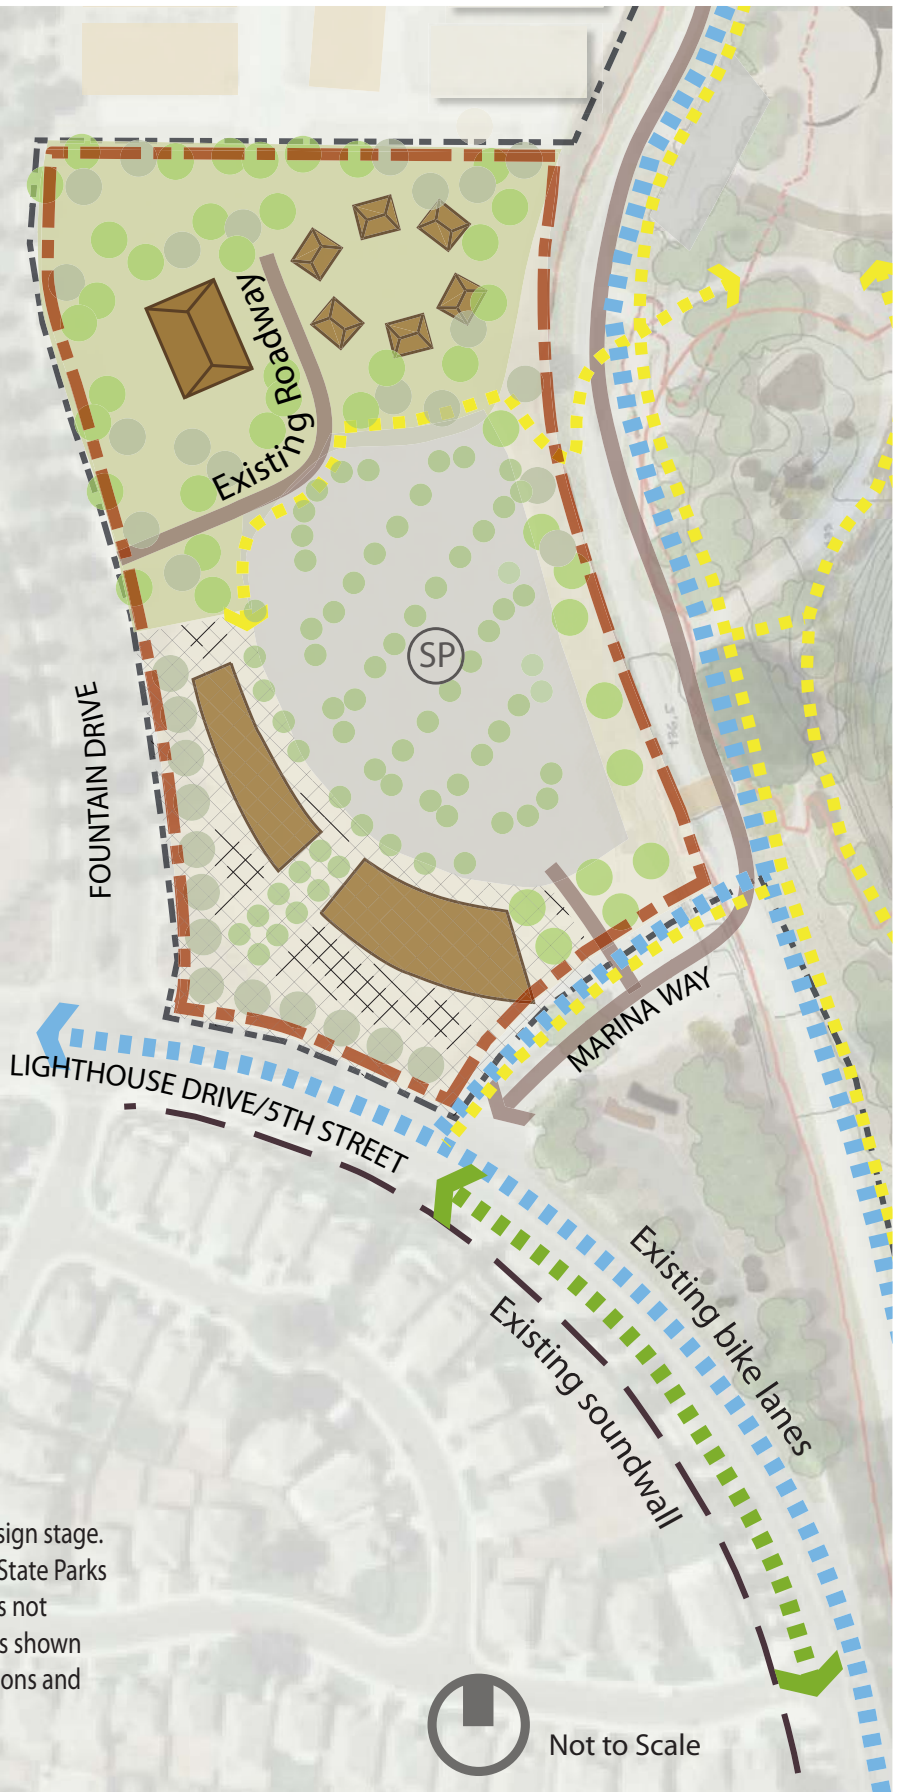 Existing Roadway
SP
FOUNTAIN DRIVE
MARINA WAY
LIGHTHOUSE DRIVE/5TH STREET
Existing bike lanes
Existing soundwall
sign stage.
State Parks
s not
s shown
ons and
Not to Scale